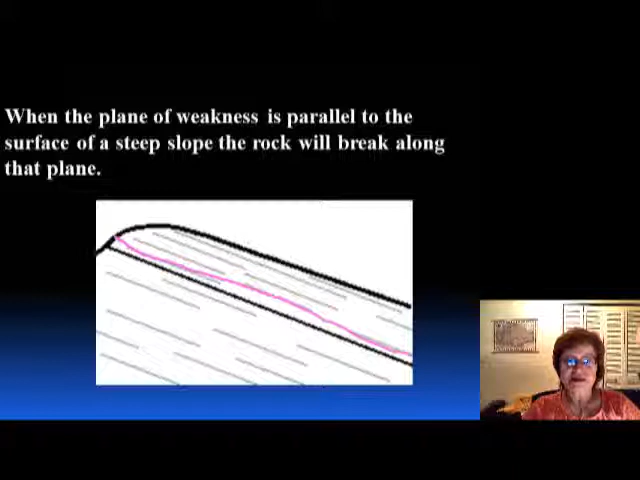 When the plane of weakness is parallel to the
surface of a steep slope the rock will break along
that plane.